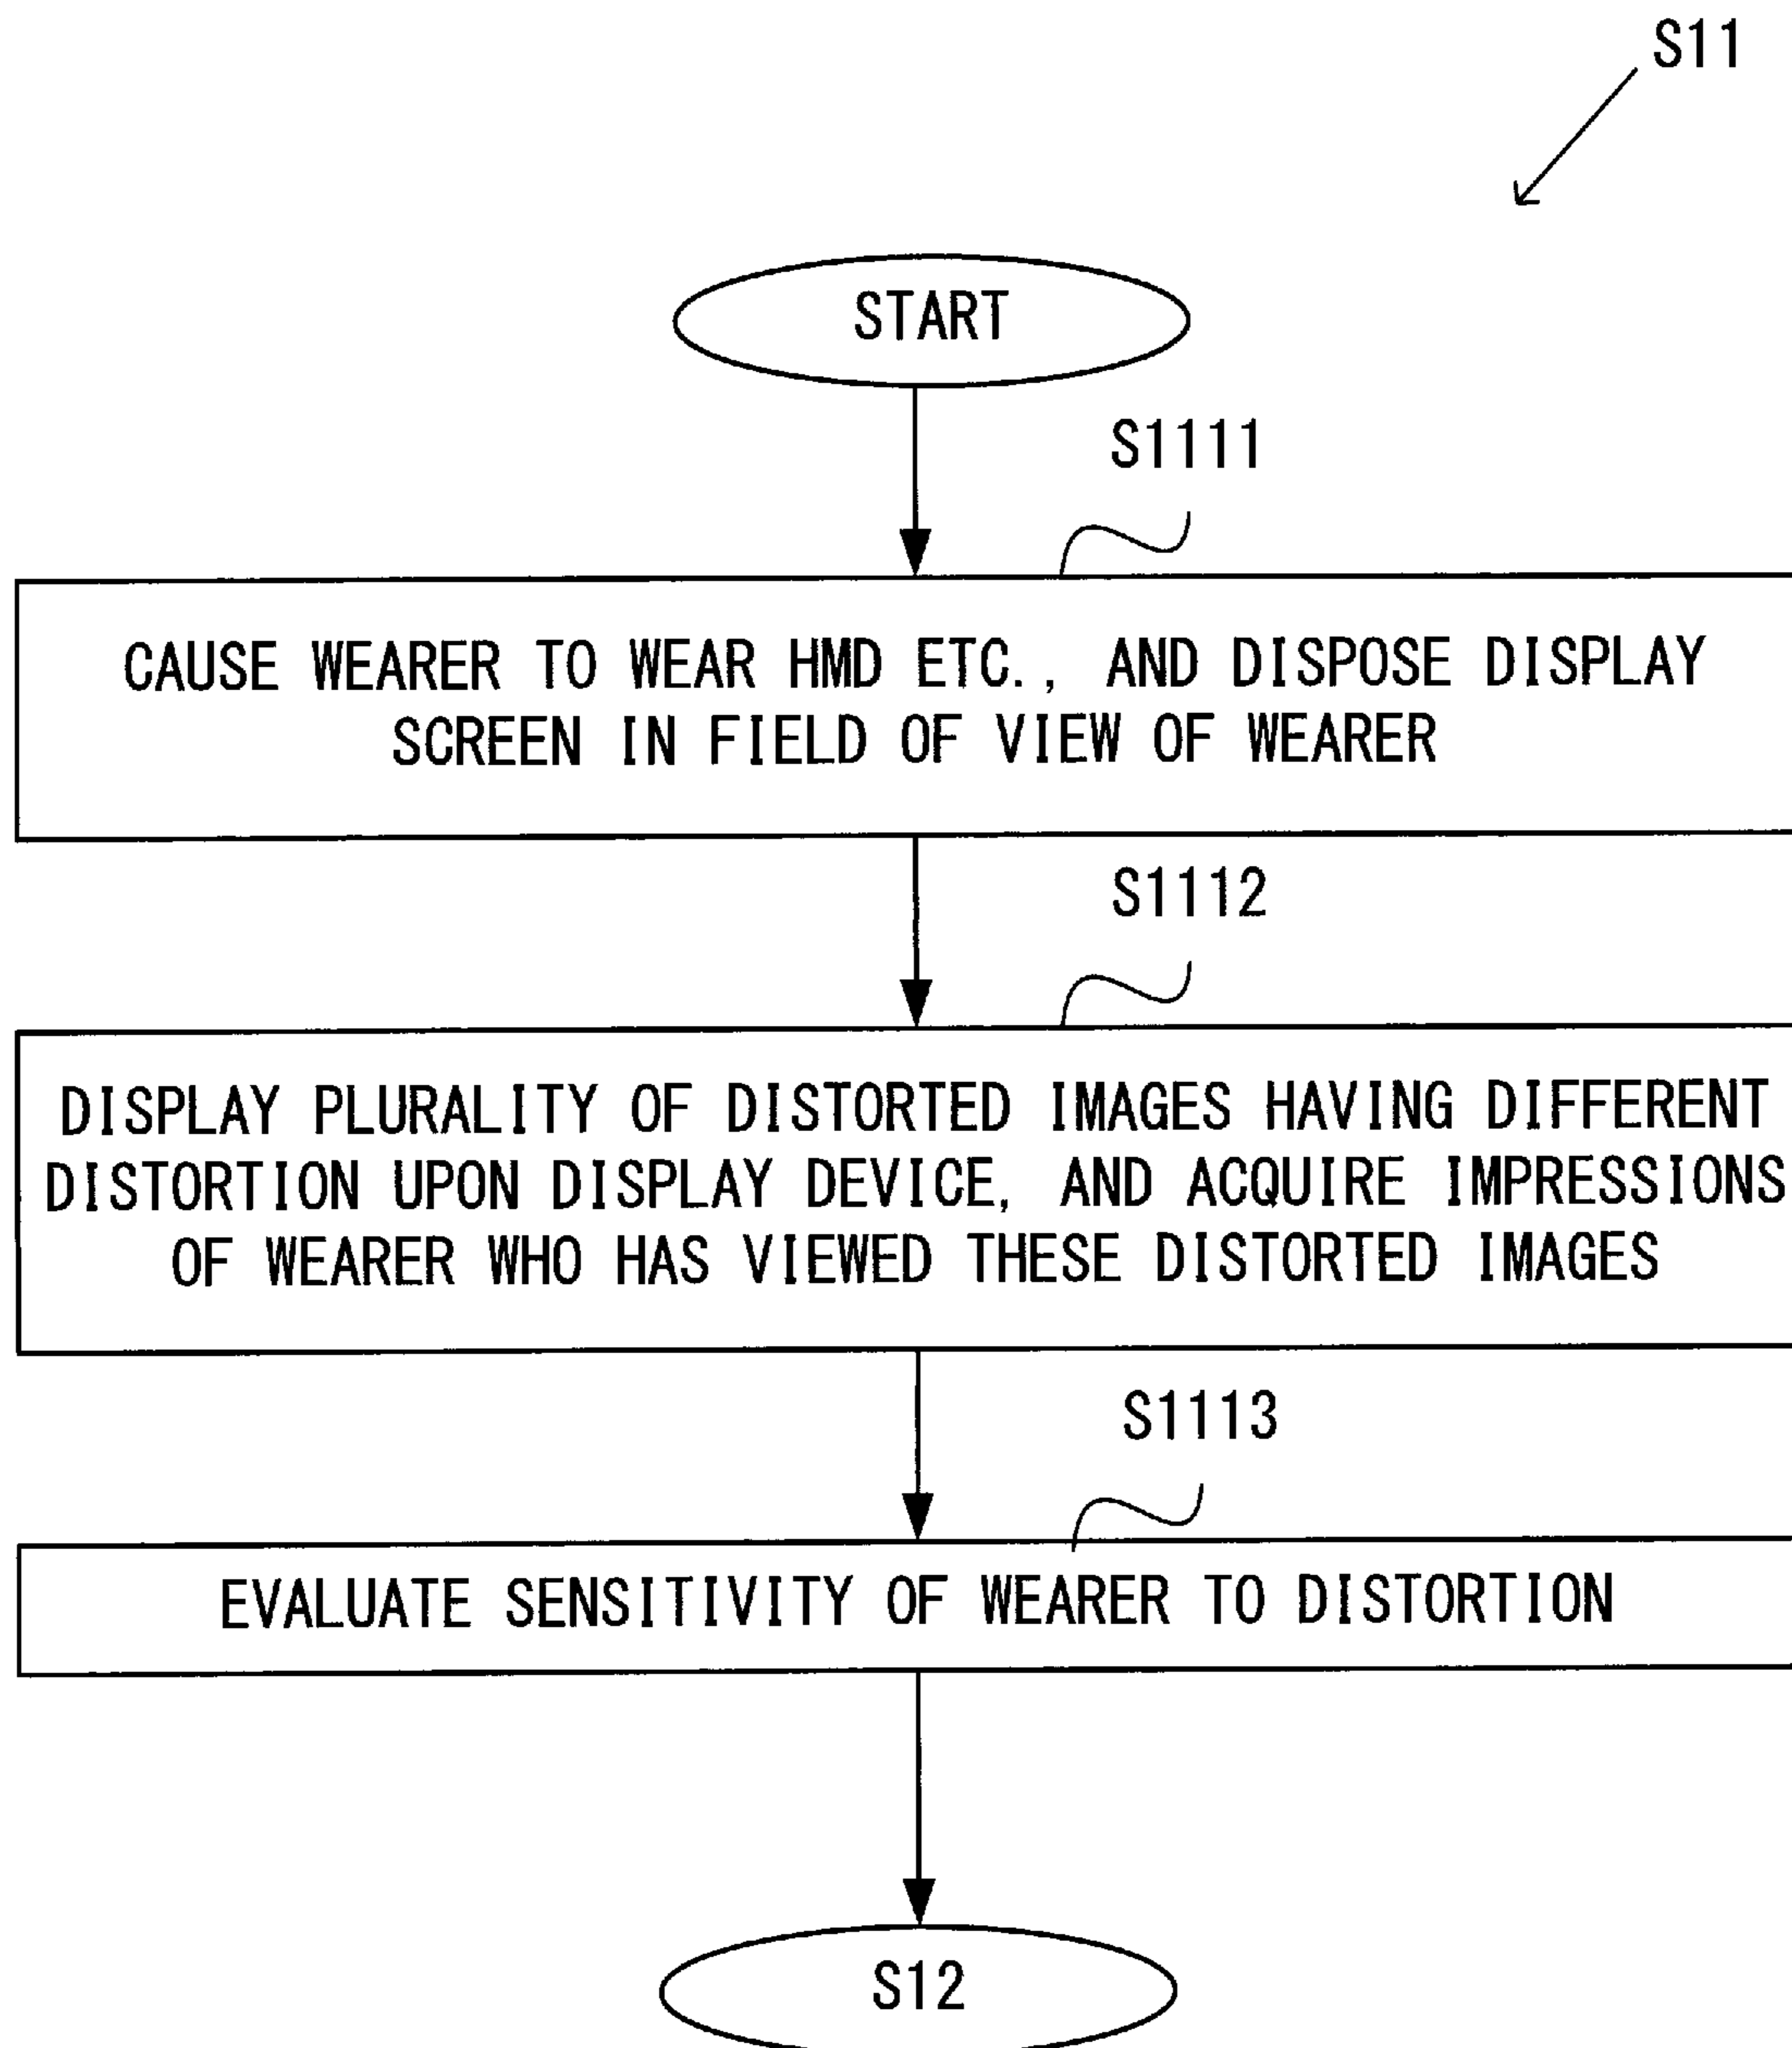 S11
START
S1111
CAUSE WEARER TO WEAR HMD ETC., AND DISPOSE DISPLAY
SCREEN IN FIELD OF VIEW OF WEARER
S1112
DISPLAY PLURALITY OF DISTORTED IMAGES HAVING DIFFERENT
DISTORTION UPON DISPLAY DEVICE, AND ACQUIRE IMPRESSIONS
OF WEARER WHO HAS VIEWED THESE DISTORTED IMAGES
S1113
EVALUATE SENSITIVITY OF WEARER TO DISTORTION
S12